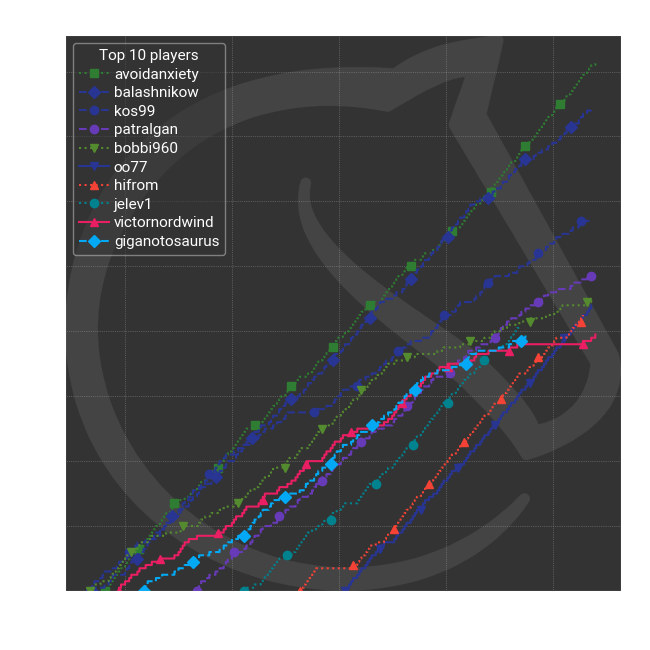 Top 10 players
avoidanxiety
balashnikow
kos99
patralgan
bobbi960
oo77
hifrom
jelev1
victornordwind
giganotosaurus